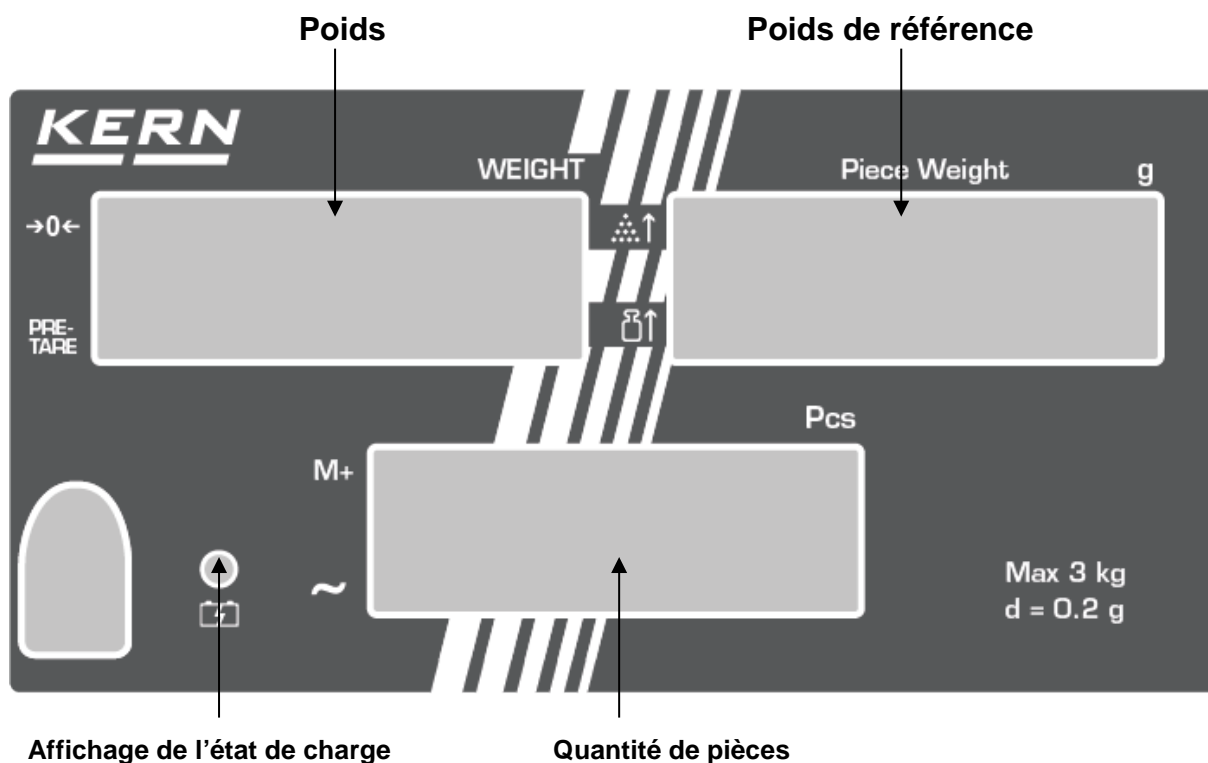 Poids
Poids de référence
KERN
WEIGHT
Piece Weight g
→0←
PRE-
TARE
Pcs
M+
~
Max 3 kg
d = 0.2 g
Affichage de l’état de charge
Quantité de pièces